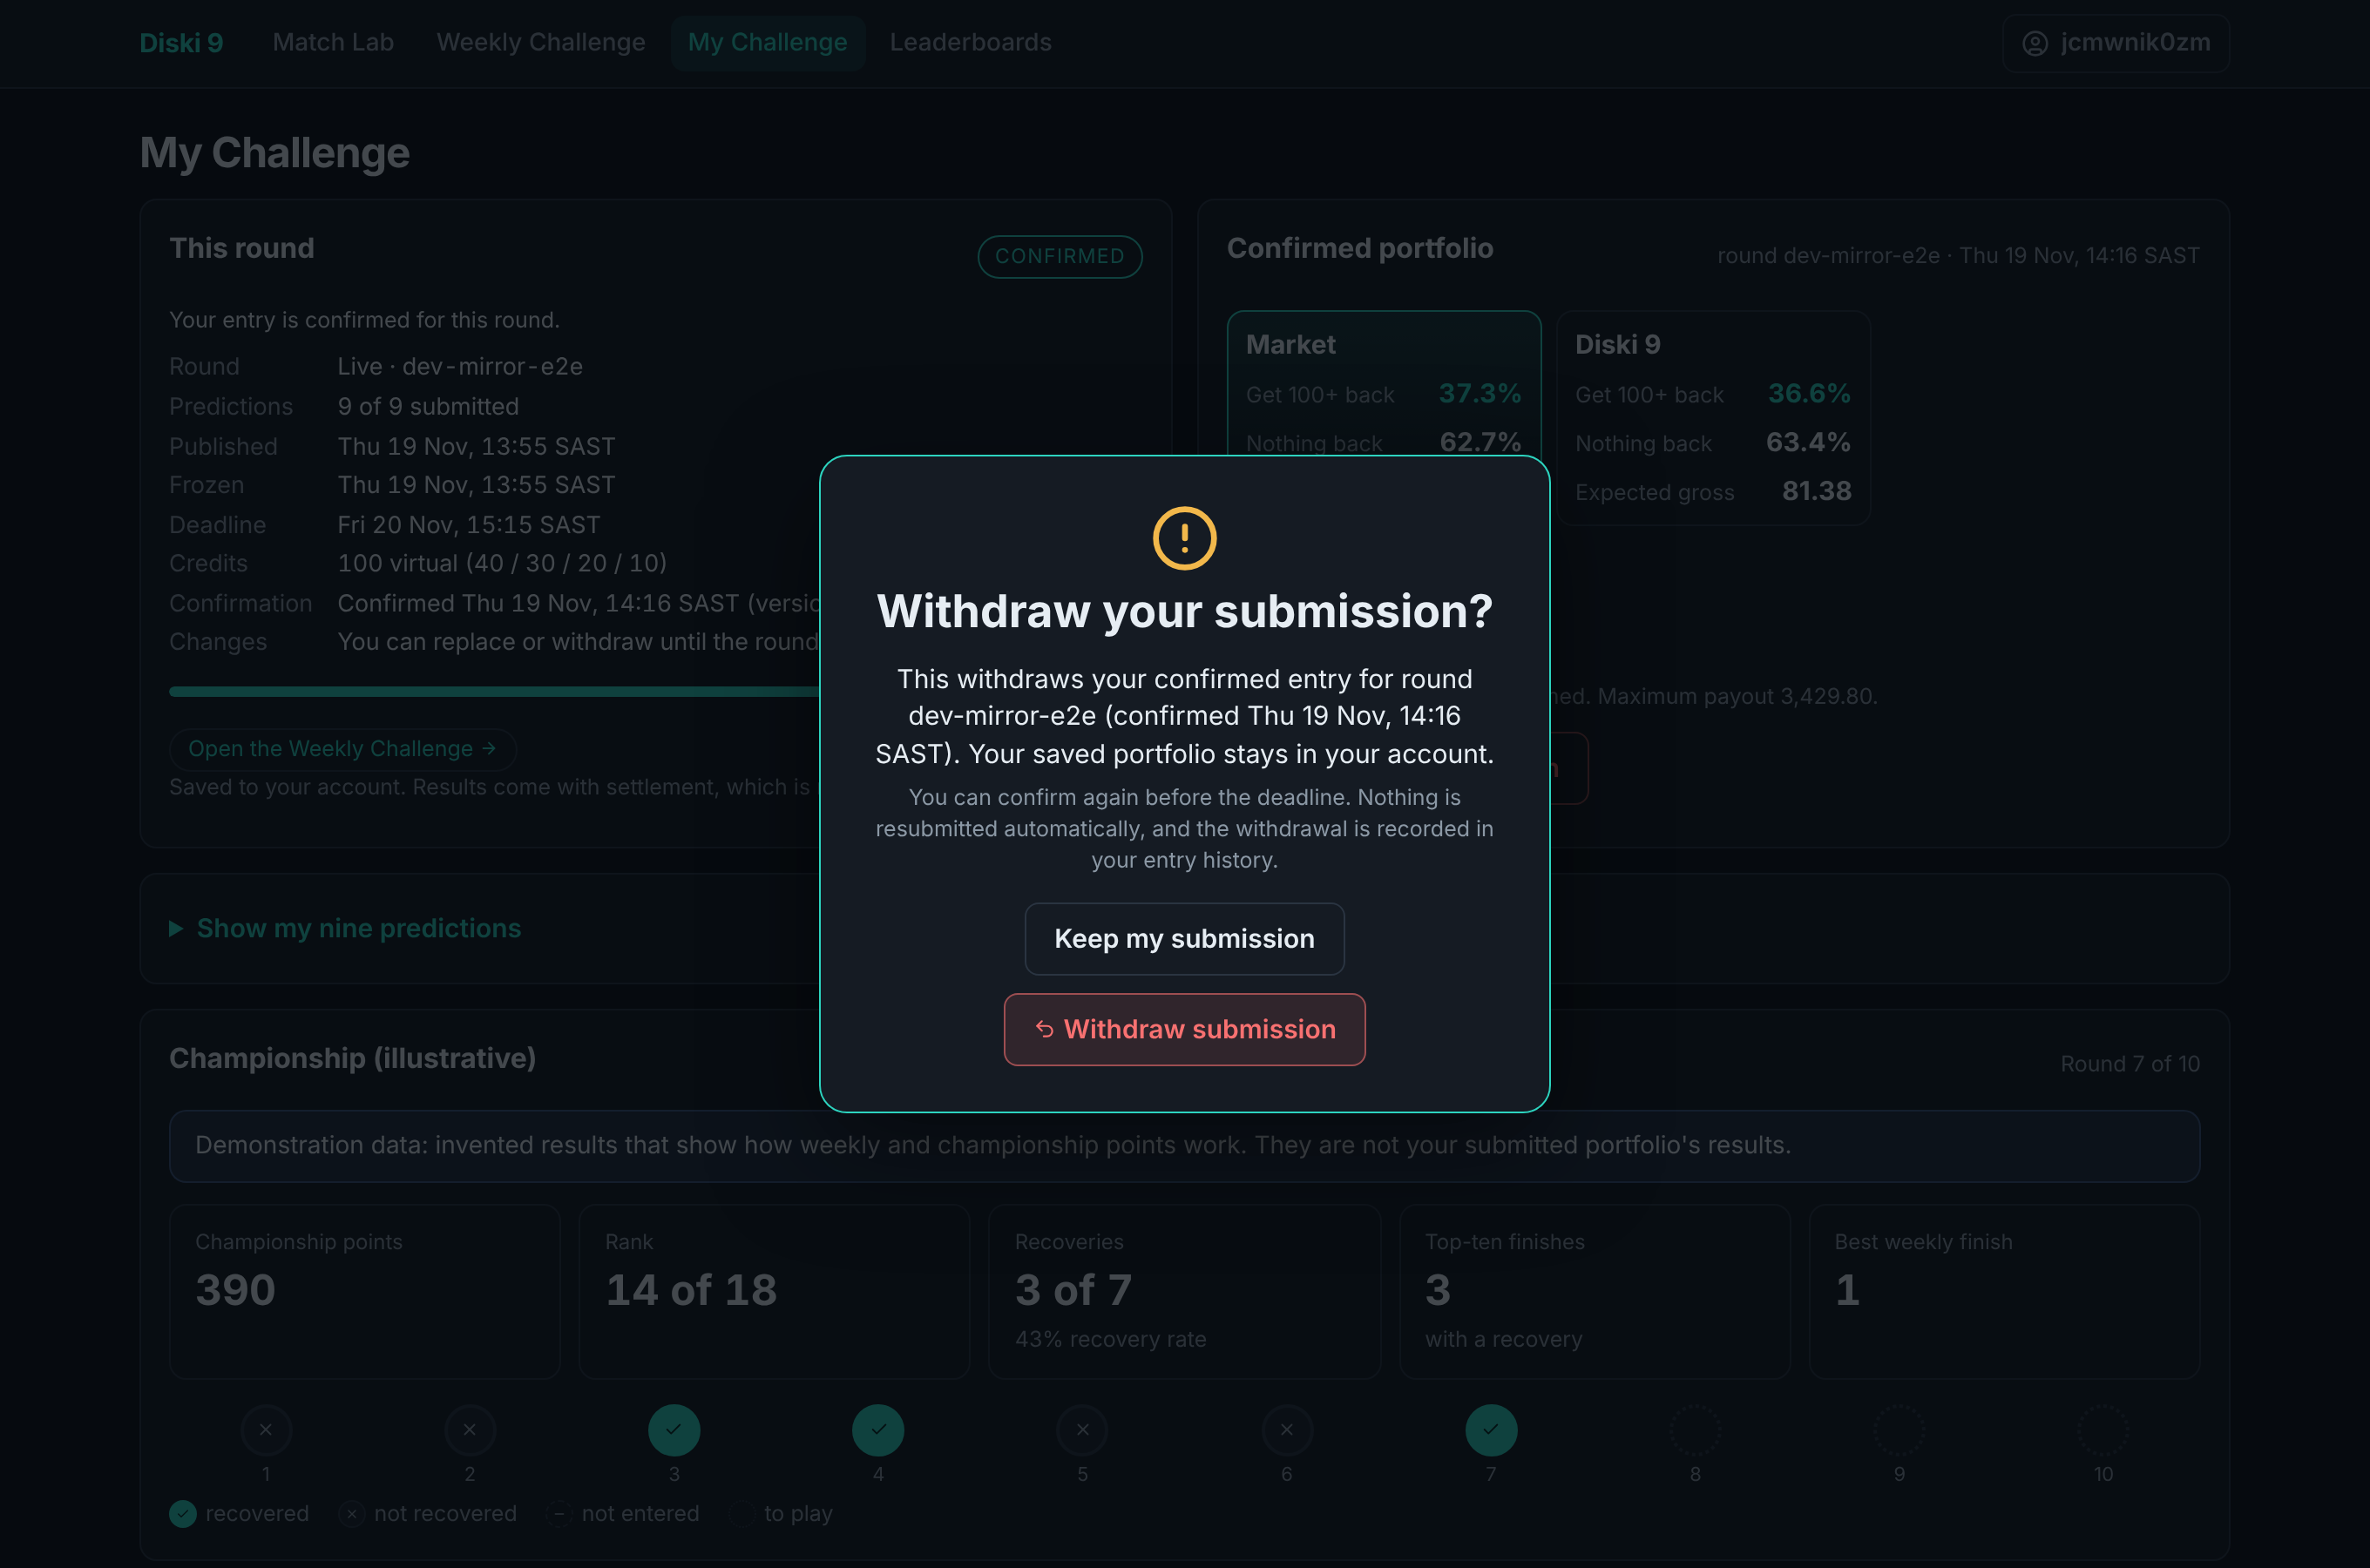 Diski 9
Match Lab
Weekly Challenge
My Challenge
Leaderboards
jcmwnik0zm
My Challenge
This round
CONFIRMED
Your entry is confirmed for this round.
Round Live · dev-mirror-e2e
Predictions 9 of 9 submitted
Published Thu 19 Nov, 13:55 SAST
Frozen Thu 19 Nov, 13:55 SAST
Deadline Fri 20 Nov, 15:15 SAST
Credits 100 virtual (40 / 30 / 20 / 10)
Confirmation Confirmed Thu 19 Nov, 14:16 SAST
Changes You can replace or withdraw until the round
Open the Weekly Challenge →
Saved to your account. Results come with settlement, which is
Confirmed portfolio
round dev-mirror-e2e · Thu 19 Nov, 14:16 SAST
Market
Get 100+ back 37.3%
Nothing back 62.7%
Diski 9
Get 100+ back 36.6%
Nothing back 63.4%
Expected gross 81.38
Maximum payout 3,429.80.
Withdraw your submission?
This withdraws your confirmed entry for round
dev-mirror-e2e (confirmed Thu 19 Nov, 14:16
SAST). Your saved portfolio stays in your account.
You can confirm again before the deadline. Nothing is
resubmitted automatically, and the withdrawal is recorded in
your entry history.
Keep my submission
Withdraw submission
Show my nine predictions
Championship (illustrative)
Round 7 of 10
Demonstration data: invented results that show how weekly and championship points work. They are not your submitted portfolio's results.
Championship points
390
Rank
14 of 18
Recoveries
3 of 7
43% recovery rate
Top-ten finishes
3
with a recovery
Best weekly finish
1
1 2 3 4 5 6 7 8 9 10
recovered not recovered not entered to play